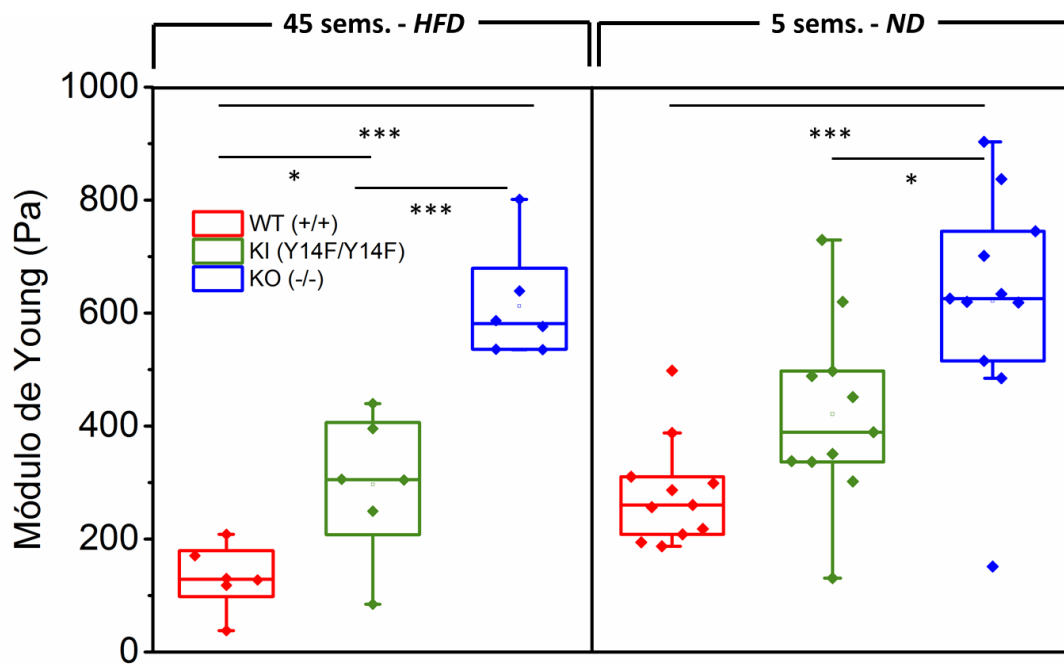 45 sems. - HFD
5 sems. - ND
Módulo de Young (Pa)
1000
800
600
400
200
0
***
*
***
***
*
WT (+/+)
KI (Y14F/Y14F)
KO (-/-)